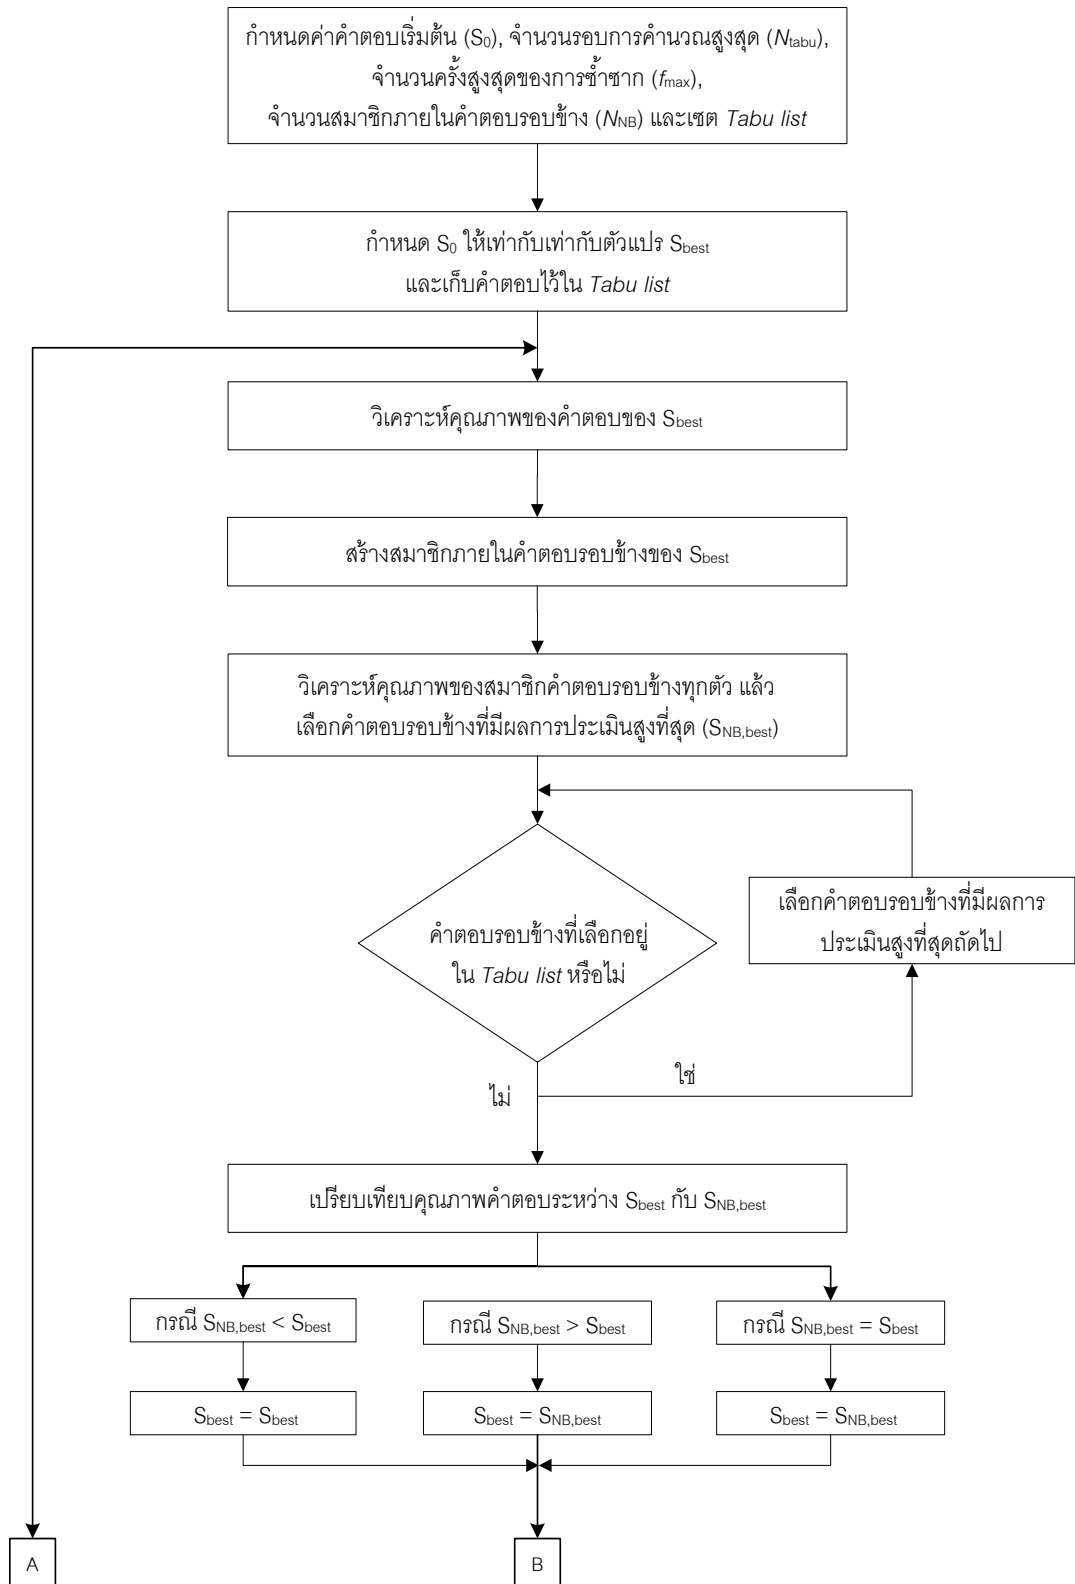 กำหนดค่าคำตอบเริ่มต้น (S0), จำนวนรอบการคำนวณสูงสุด (Ntabu),
จำนวนครั้งสูงสุดของการซ้ำซาก (fmax),
จำนวนสมาชิกภายในคำตอบรอบข้าง (NNB) และเซต Tabu list
กำหนด S0 ให้เท่ากับเท่ากับตัวแปร Sbest
และเก็บคำตอบไว้ใน Tabu list
วิเคราะห์คุณภาพของคำตอบของ Sbest
สร้างสมาชิกภายในคำตอบรอบข้างของ Sbest
วิเคราะห์คุณภาพของสมาชิกคำตอบรอบข้างทุกตัว แล้ว
เลือกคำตอบรอบข้างที่มีผลการประเมินสูงที่สุด (SNB,best)
คำตอบรอบข้างที่เลือกอยู่
ใน Tabu list หรือไม่
เลือกคำตอบรอบข้างที่มีผลการ
ประเมินสูงที่สุดถัดไป
ใช่
ไม่
เปรียบเทียบคุณภาพคำตอบระหว่าง Sbest กับ SNB,best
กรณี SNB,best < Sbest
กรณี SNB,best > Sbest
กรณี SNB,best = Sbest
Sbest = Sbest
Sbest = SNB,best
Sbest = SNB,best
A
B